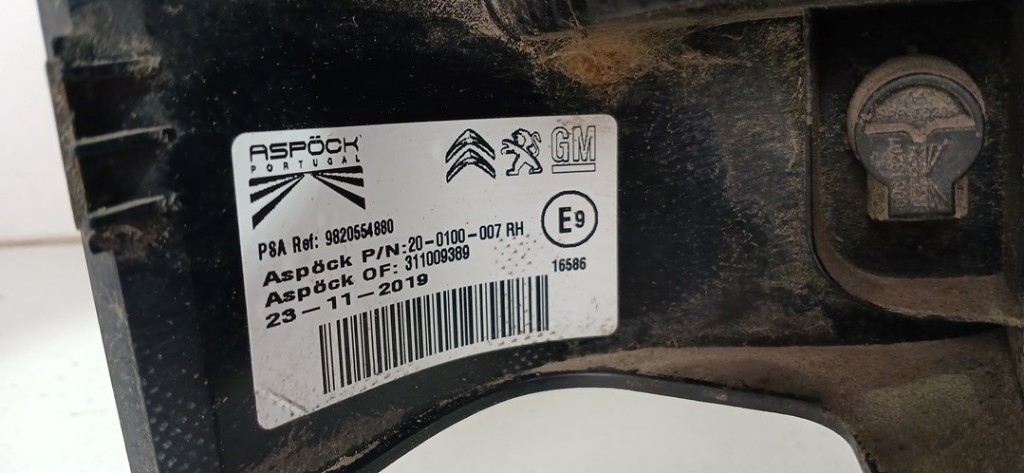 ASPÖCK
PORTUGAL
GM
PSA Ref: 9820554880
E9
Aspöck P/N:20-0100-007 RH
Aspöck OF: 311009389
16586
23-11-2019